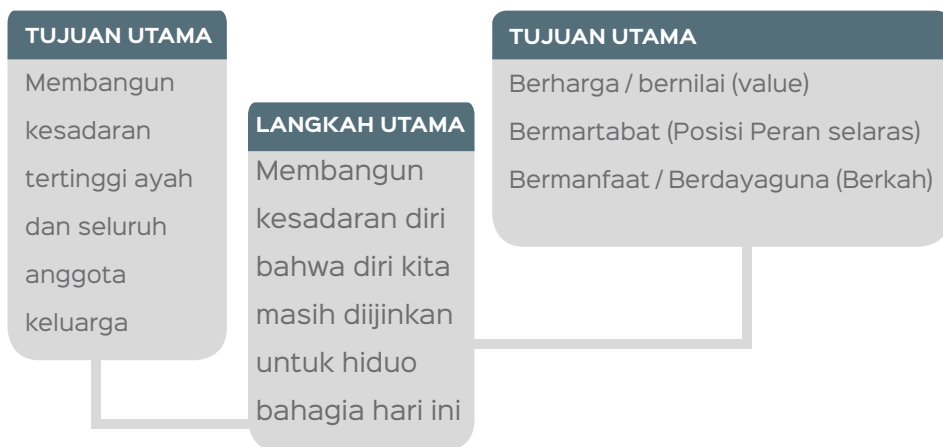 TUJUAN UTAMA
Membangun
kesadaran
tertinggi ayah
dan seluruh
anggota
keluarga
LANGKAH UTAMA
Membangun
kesadaran diri
bahwa diri kita
masih diijinkan
untuk hiduo
bahagia hari ini
TUJUAN UTAMA
Berharga / bernilai (value)
Bermartabat (Posisi Peran selaras)
Bermanfaat / Berdayaguna (Berkah)